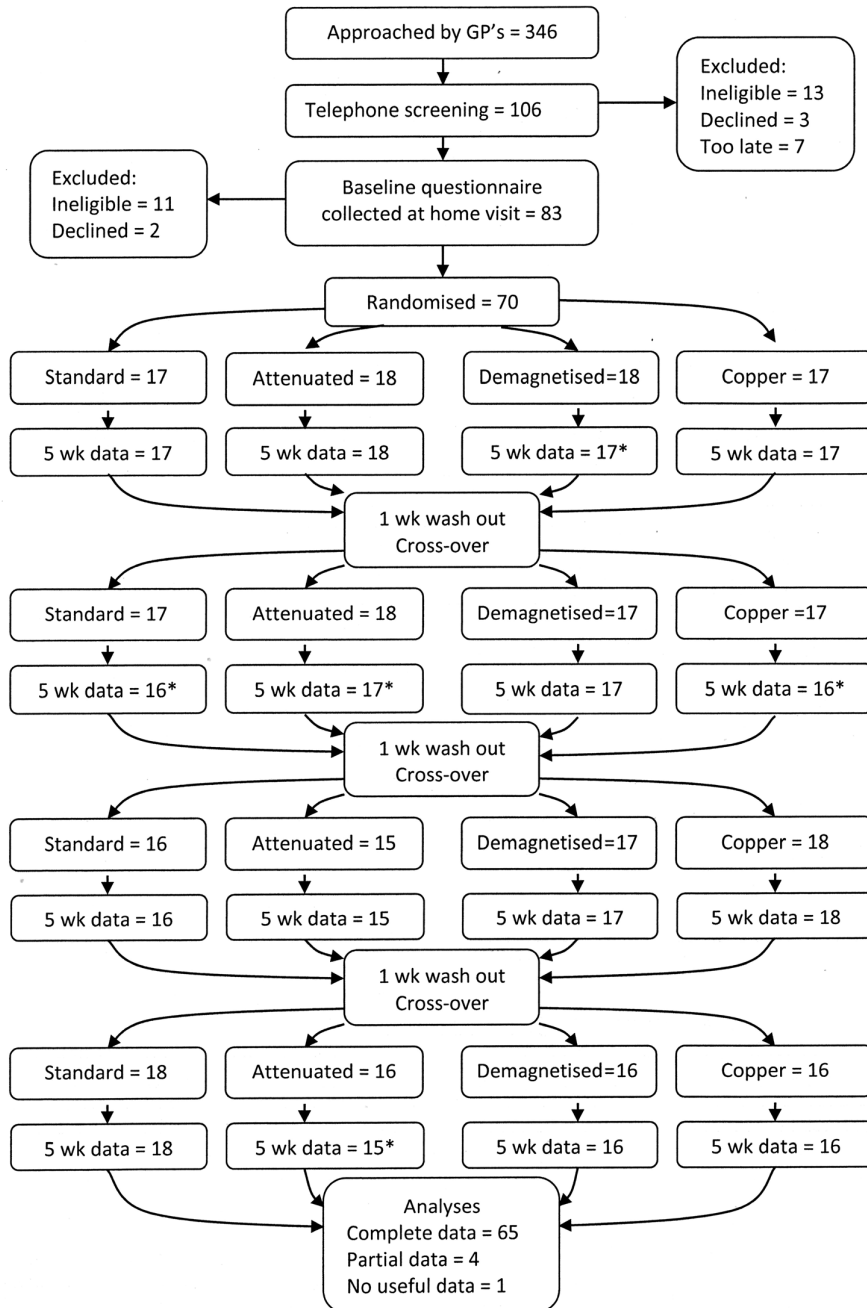 Approached by GP's = 346
Excluded:
Ineligible = 13
Declined = 3
Too late = 7
Telephone screening = 106
Excluded:
Ineligible = 11
Declined = 2
Baseline questionnaire
collected at home visit = 83
Randomised = 70
Standard = 17
Attenuated = 18
Demagnetised=18
Copper = 17
5 wk data = 17
5 wk data = 18
5 wk data = 17*
5 wk data = 17
1 wk wash out
Cross-over
Standard = 17
Attenuated = 18
Demagnetised=17
Copper =17
5 wk data = 16*
5 wk data = 17*
5 wk data = 17
5 wk data = 16*
1 wk wash out
Cross-over
Standard = 16
Attenuated = 15
Demagnetised=17
Copper = 18
5 wk data = 16
5 wk data = 15
5 wk data = 17
5 wk data = 18
1 wk wash out
Cross-over
Standard = 18
Attenuated = 16
Demagnetised=16
Copper = 16
5 wk data = 18
5 wk data = 15*
5 wk data = 16
5 wk data = 16
Analyses
Complete data = 65
Partial data = 4
No useful data = 1